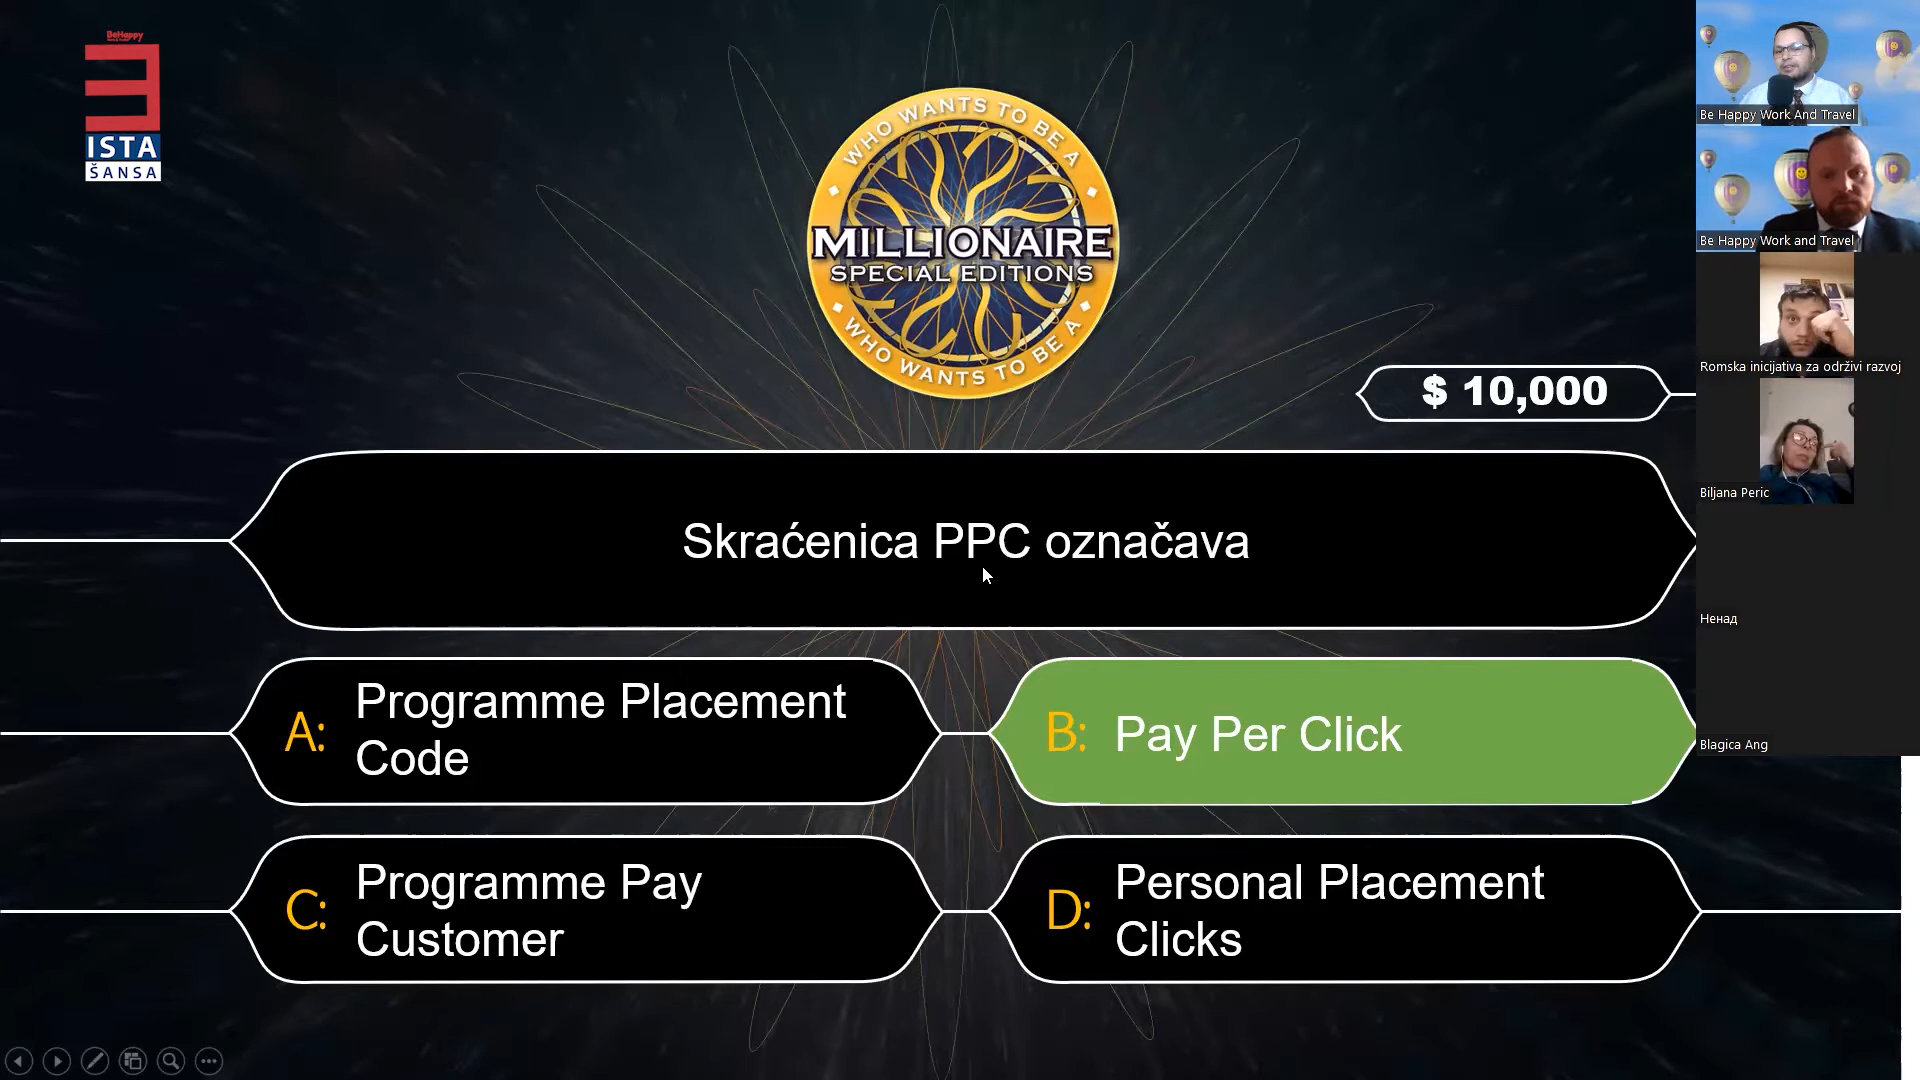 BeHappy
ISTA
ŠANSA
WHO WANTS TO BE A
MILLIONAIRE
SPECIAL EDITIONS
WHO WANTS TO BE A
$ 10,000
Skraćenica PPC označava
A: Programme Placement
Code
B: Pay Per Click
C: Programme Pay
Customer
D: Personal Placement
Clicks
Be Happy Work And Travel
Be Happy Work and Travel
Romska inicijativa za održivi razvoj
Biljana Peric
Ненад
Blagica Ang